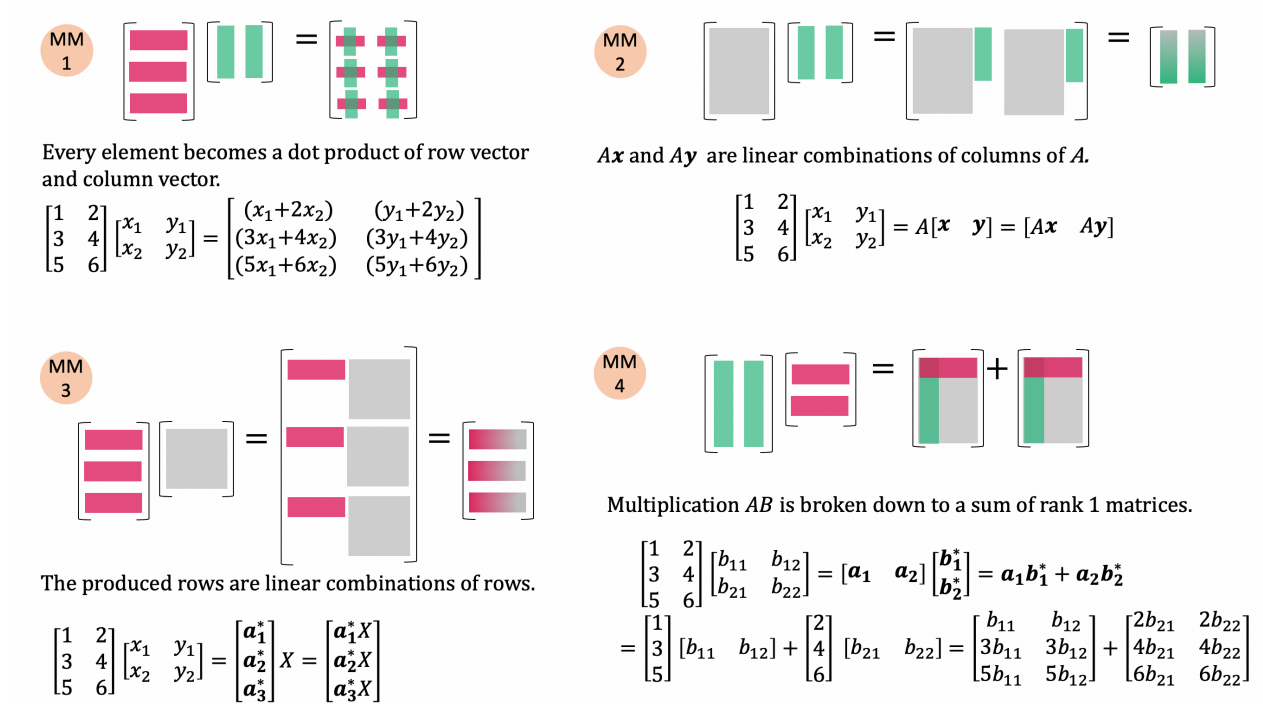 MM
1
=
Every element becomes a dot product of row vector
and column vector.
[1 2; 3 4; 5 6] [x₁ y₁; x₂ y₂] = [(x₁+2x₂) (y₁+2y₂); (3x₁+4x₂) (3y₁+4y₂); (5x₁+6x₂) (5y₁+6y₂)]
MM
2
= =
Ax and Ay are linear combinations of columns of A.
[1 2; 3 4; 5 6] [x₁ y₁; x₂ y₂] = A[x y] = [Ax Ay]
MM
3
= =
The produced rows are linear combinations of rows.
[1 2; 3 4; 5 6] [x₁ y₁; x₂ y₂] = [a₁*; a₂*; a₃*] X = [a₁*X; a₂*X; a₃*X]
MM
4
= +
Multiplication AB is broken down to a sum of rank 1 matrices.
[1 2; 3 4; 5 6] [b₁₁ b₁₂; b₂₁ b₂₂] = [a₁ a₂] [b₁*; b₂*] = a₁b₁* + a₂b₂*
= [1; 3; 5] [b₁₁ b₁₂] + [2; 4; 6] [b₂₁ b₂₂] = [b₁₁ b₁₂; 3b₁₁ 3b₁₂; 5b₁₁ 5b₁₂] + [2b₂₁ 2b₂₂; 4b₂₁ 4b₂₂; 6b₂₁ 6b₂₂]